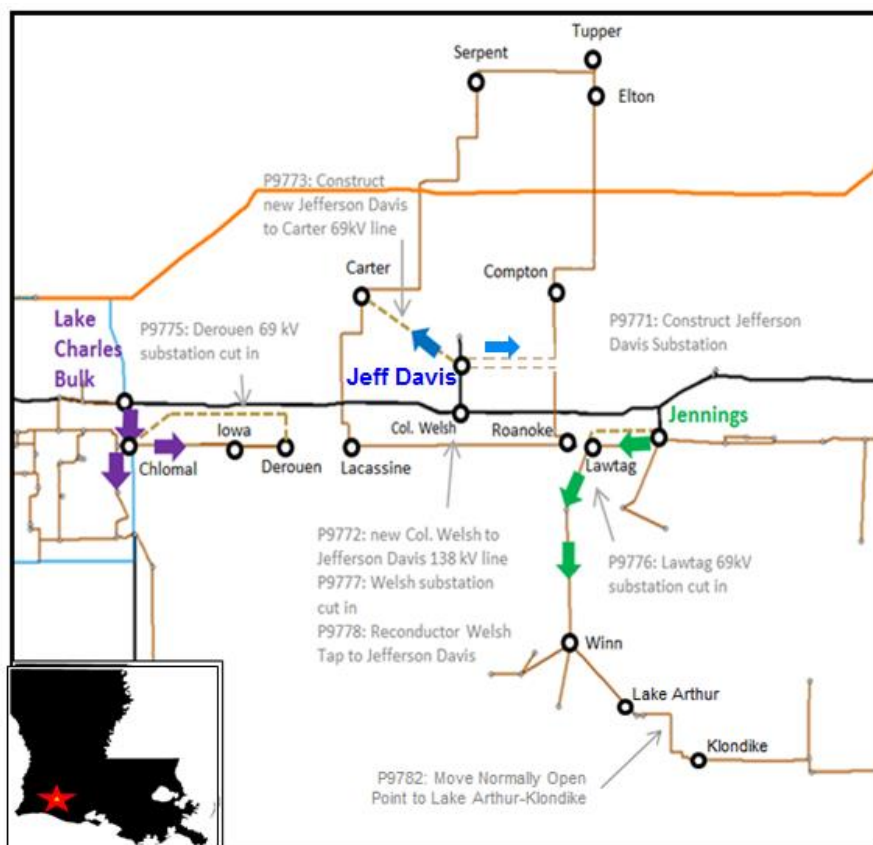 Tupper
Serpent
Elton
P9773: Construct
new Jefferson Davis
to Carter 69kV line
Carter
Compton
Lake
Charles
Bulk
P9775: Derouen 69 kV
substation cut in
P9771: Construct Jefferson
Davis Substation
Jeff Davis
Jennings
Iowa
Col. Welsh
Roanoke
Chlomal
Derouen
Lacassine
Lawtag
P9772: new Col. Welsh to
Jefferson Davis 138 kV line
P9777: Welsh substation
cut in
P9778: Reconductor Welsh
Tap to Jefferson Davis
P9776: Lawtag 69kV
substation cut in
Winn
Lake Arthur
Klondike
P9782: Move Normally Open
Point to Lake Arthur-Klondike